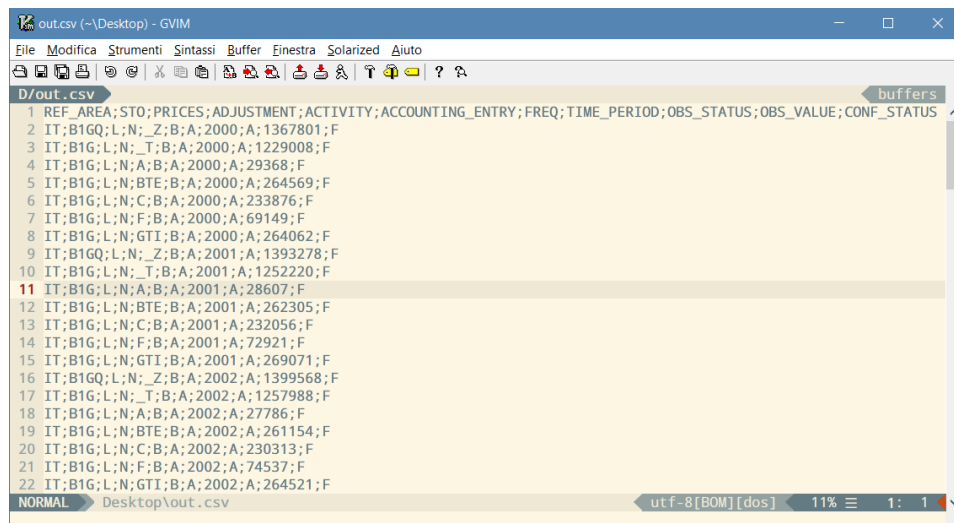 out.csv (~\Desktop) - GVIM
File Modifica Strumenti Sintassi Buffer Finestra Solarized Aiuto
D/out.csv buffers
1 REF_AREA;STO;PRICES;ADJUSTMENT;ACTIVITY;ACCOUNTING_ENTRY;FREQ;TIME_PERIOD;OBS_STATUS;OBS_VALUE;CONF_STATUS
2 IT;B1GQ;L;N;_Z;B;A;2000;A;1367801;F
3 IT;B1G;L;N;_T;B;A;2000;A;1229008;F
4 IT;B1G;L;N;A;B;A;2000;A;29368;F
5 IT;B1G;L;N;BTE;B;A;2000;A;264569;F
6 IT;B1G;L;N;C;B;A;2000;A;233876;F
7 IT;B1G;L;N;F;B;A;2000;A;69149;F
8 IT;B1G;L;N;GTI;B;A;2000;A;264062;F
9 IT;B1GQ;L;N;_Z;B;A;2001;A;1393278;F
10 IT;B1G;L;N;_T;B;A;2001;A;1252220;F
11 IT;B1G;L;N;A;B;A;2001;A;28607;F
12 IT;B1G;L;N;BTE;B;A;2001;A;262305;F
13 IT;B1G;L;N;C;B;A;2001;A;232056;F
14 IT;B1G;L;N;F;B;A;2001;A;72921;F
15 IT;B1G;L;N;GTI;B;A;2001;A;269071;F
16 IT;B1GQ;L;N;_Z;B;A;2002;A;1399568;F
17 IT;B1G;L;N;_T;B;A;2002;A;1257988;F
18 IT;B1G;L;N;A;B;A;2002;A;27786;F
19 IT;B1G;L;N;BTE;B;A;2002;A;261154;F
20 IT;B1G;L;N;C;B;A;2002;A;230313;F
21 IT;B1G;L;N;F;B;A;2002;A;74537;F
22 IT;B1G;L;N;GTI;B;A;2002;A;264521;F
NORMAL Desktop\out.csv utf-8[BOM][dos] 11% ☰ 1: 1